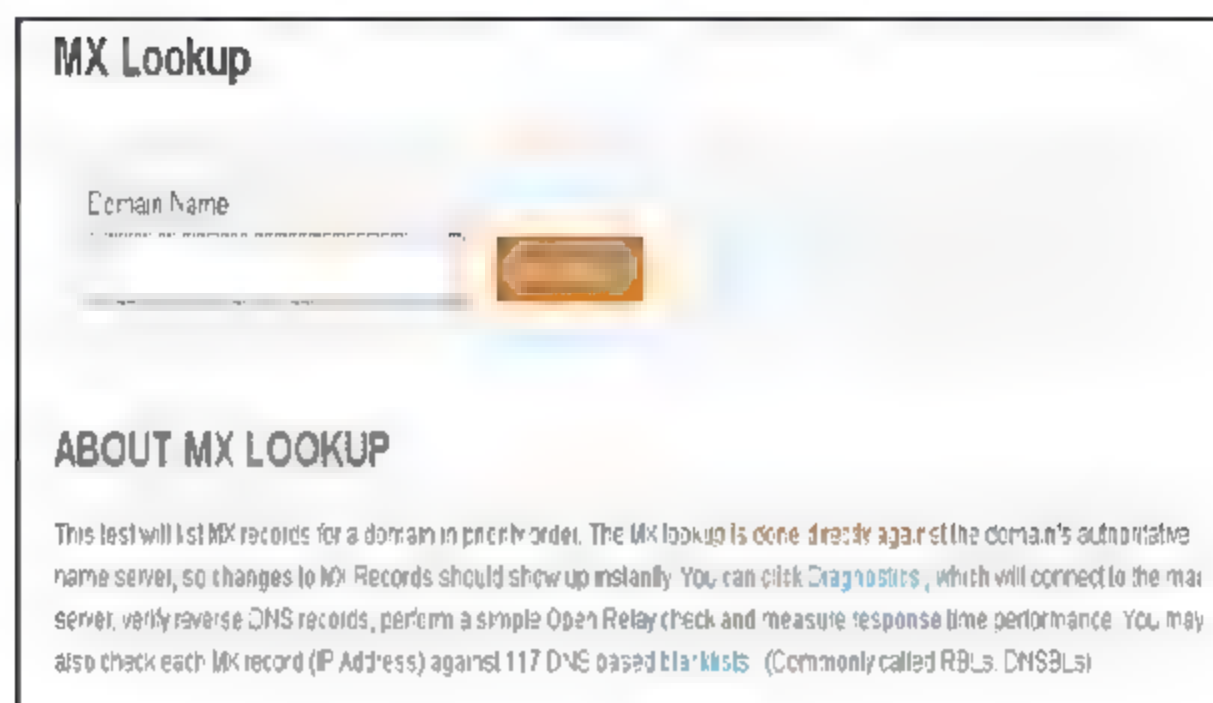 MX Lookup
Domain Name
ABOUT MX LOOKUP
This test will list MX records for a domain in priority order. The MX lookup is done directly against the domain's authoritative
name server, so changes to MX Records should show up instantly. You can click Diagnostics , which will connect to the mai
server, verify reverse DNS records, perform a simple Open Relay check and measure response time performance. You may
also check each MX record (IP Address) against 117 DNS based blacklists . (Commonly called RBLs, DNSBLs)